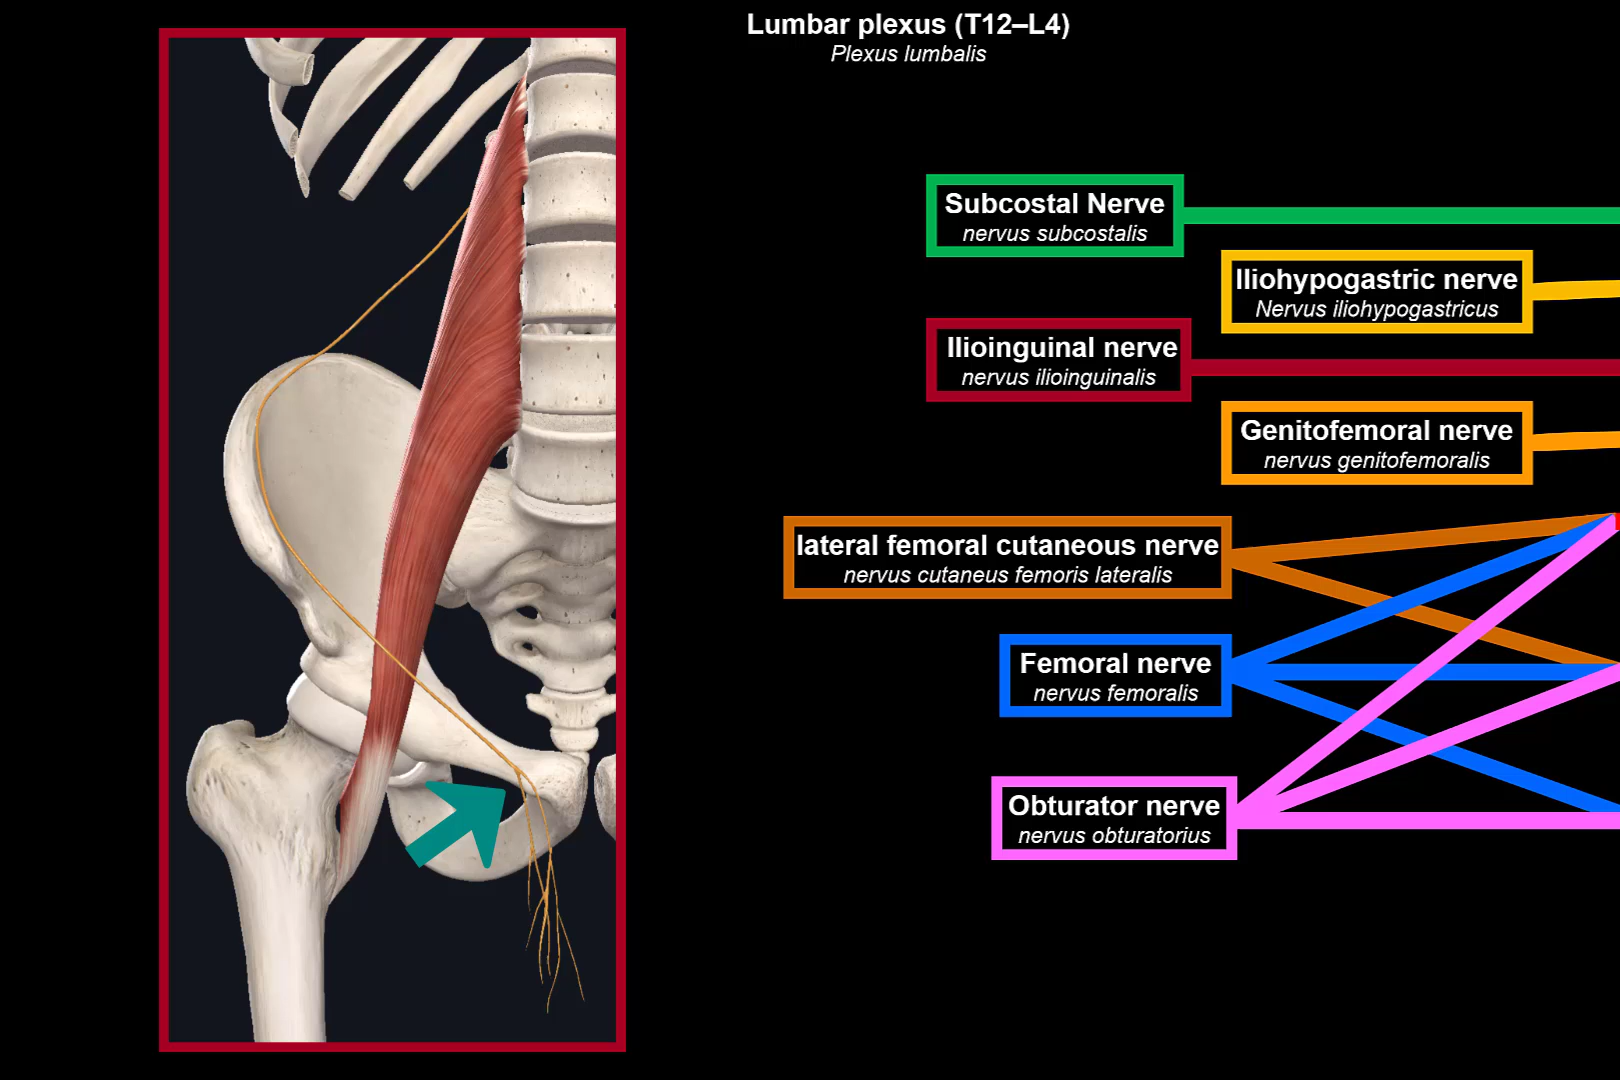 Lumbar plexus (T12–L4)
Plexus lumbalis
Subcostal Nerve
nervus subcostalis
Iliohypogastric nerve
Nervus iliohypogastricus
Ilioinguinal nerve
nervus ilioinguinalis
Genitofemoral nerve
nervus genitofemoralis
lateral femoral cutaneous nerve
nervus cutaneus femoris lateralis
Femoral nerve
nervus femoralis
Obturator nerve
nervus obturatorius